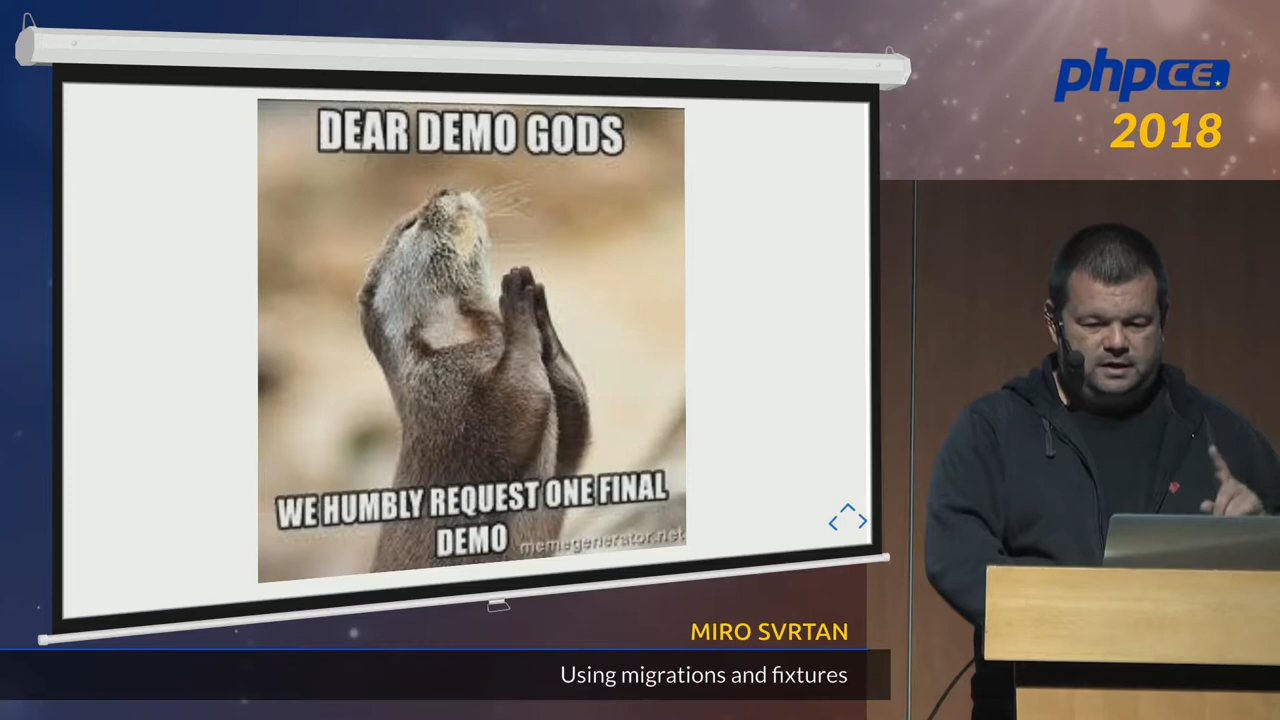 DEAR DEMO GODS
WE HUMBLY REQUEST ONE FINAL
DEMO
memegenerator.net
phpCE.
2018
MIRO SVRTAN
Using migrations and fixtures